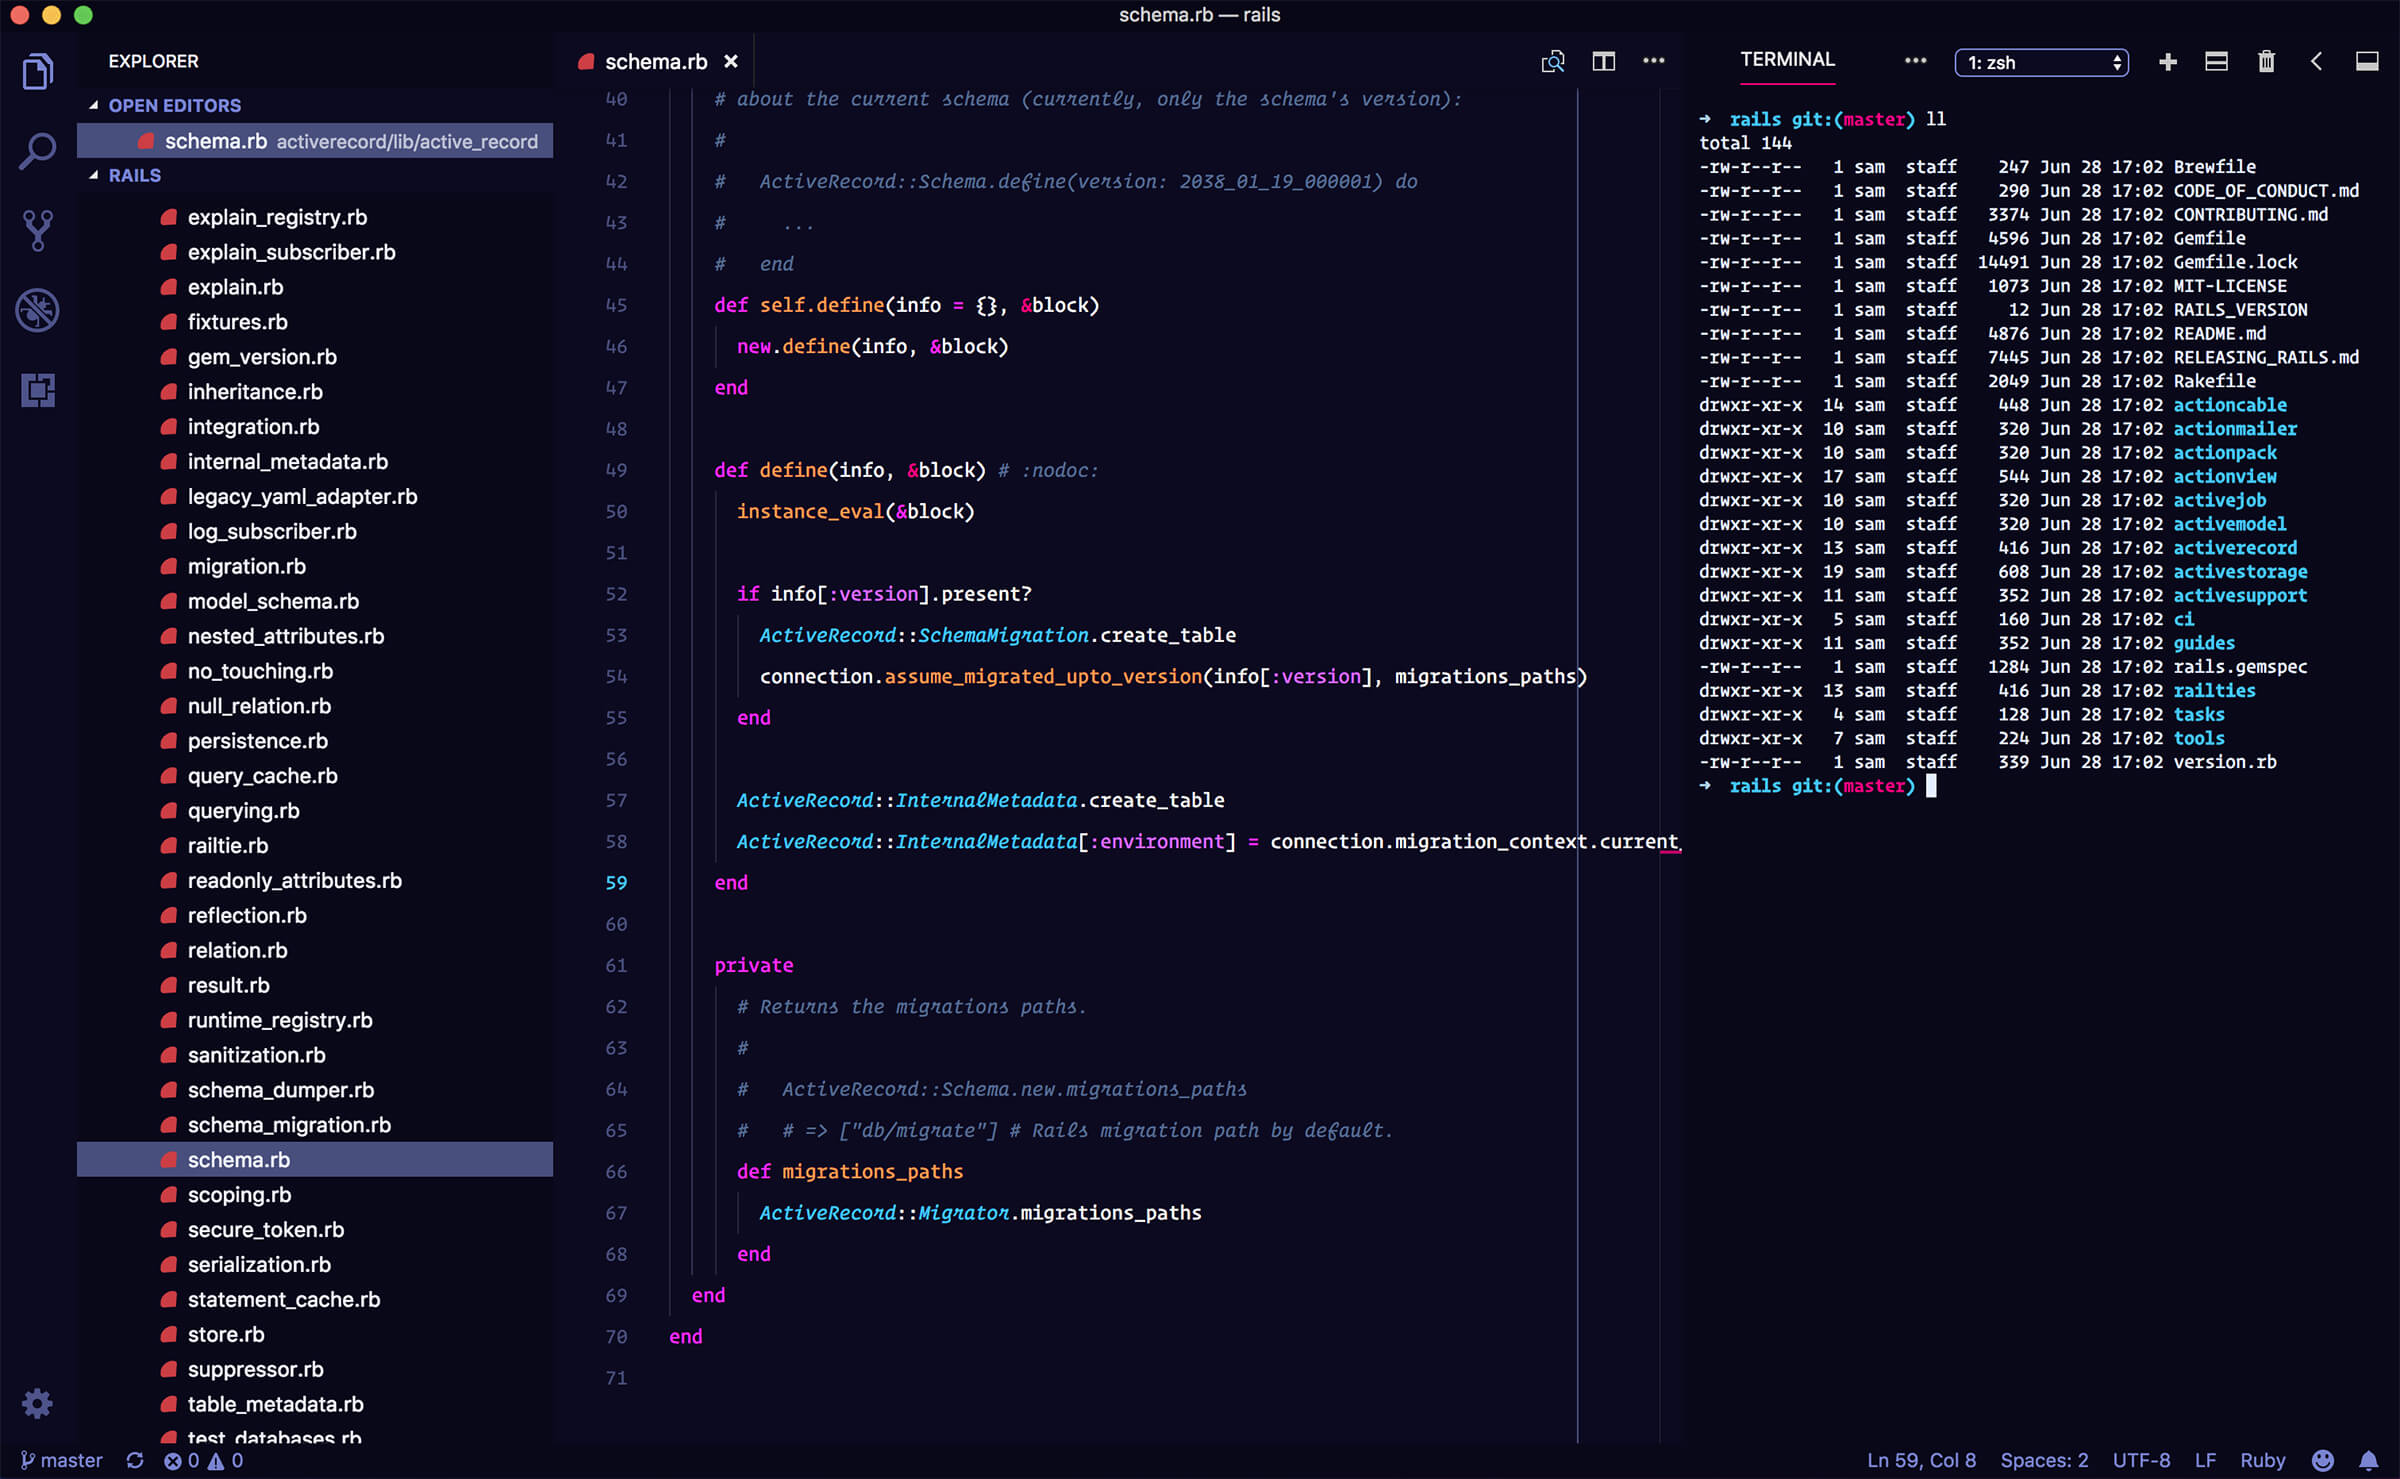 schema.rb — rails
EXPLORER
OPEN EDITORS
schema.rb activerecord/lib/active_record
RAILS
explain_registry.rb
explain_subscriber.rb
explain.rb
fixtures.rb
gem_version.rb
inheritance.rb
integration.rb
internal_metadata.rb
legacy_yaml_adapter.rb
log_subscriber.rb
migration.rb
model_schema.rb
nested_attributes.rb
no_touching.rb
null_relation.rb
persistence.rb
query_cache.rb
querying.rb
railtie.rb
readonly_attributes.rb
reflection.rb
relation.rb
result.rb
runtime_registry.rb
sanitization.rb
schema_dumper.rb
schema_migration.rb
schema.rb
scoping.rb
secure_token.rb
serialization.rb
statement_cache.rb
store.rb
suppressor.rb
table_metadata.rb
test_databases.rb
schema.rb ×
40 # about the current schema (currently, only the schema's version):
41 #
42 #   ActiveRecord::Schema.define(version: 2038_01_19_000001) do
43 #     ...
44 #   end
45 def self.define(info = {}, &block)
46   new.define(info, &block)
47 end
48
49 def define(info, &block) # :nodoc:
50   instance_eval(&block)
51
52   if info[:version].present?
53     ActiveRecord::SchemaMigration.create_table
54     connection.assume_migrated_upto_version(info[:version], migrations_paths)
55   end
56
57   ActiveRecord::InternalMetadata.create_table
58   ActiveRecord::InternalMetadata[:environment] = connection.migration_context.current_
59 end
60
61 private
62   # Returns the migrations paths.
63   #
64   #   ActiveRecord::Schema.new.migrations_paths
65   #   # => ["db/migrate"] # Rails migration path by default.
66   def migrations_paths
67     ActiveRecord::Migrator.migrations_paths
68   end
69 end
70 end
71
TERMINAL ••• 1: zsh
➜ rails git:(master) ll
total 144
-rw-r--r--   1 sam  staff    247 Jun 28 17:02 Brewfile
-rw-r--r--   1 sam  staff    290 Jun 28 17:02 CODE_OF_CONDUCT.md
-rw-r--r--   1 sam  staff   3374 Jun 28 17:02 CONTRIBUTING.md
-rw-r--r--   1 sam  staff   4596 Jun 28 17:02 Gemfile
-rw-r--r--   1 sam  staff  14491 Jun 28 17:02 Gemfile.lock
-rw-r--r--   1 sam  staff   1073 Jun 28 17:02 MIT-LICENSE
-rw-r--r--   1 sam  staff     12 Jun 28 17:02 RAILS_VERSION
-rw-r--r--   1 sam  staff   4876 Jun 28 17:02 README.md
-rw-r--r--   1 sam  staff   7445 Jun 28 17:02 RELEASING_RAILS.md
-rw-r--r--   1 sam  staff   2049 Jun 28 17:02 Rakefile
drwxr-xr-x  14 sam  staff    448 Jun 28 17:02 actioncable
drwxr-xr-x  10 sam  staff    320 Jun 28 17:02 actionmailer
drwxr-xr-x  10 sam  staff    320 Jun 28 17:02 actionpack
drwxr-xr-x  17 sam  staff    544 Jun 28 17:02 actionview
drwxr-xr-x  10 sam  staff    320 Jun 28 17:02 activejob
drwxr-xr-x  10 sam  staff    320 Jun 28 17:02 activemodel
drwxr-xr-x  13 sam  staff    416 Jun 28 17:02 activerecord
drwxr-xr-x  19 sam  staff    608 Jun 28 17:02 activestorage
drwxr-xr-x  11 sam  staff    352 Jun 28 17:02 activesupport
drwxr-xr-x   5 sam  staff    160 Jun 28 17:02 ci
drwxr-xr-x  11 sam  staff    352 Jun 28 17:02 guides
-rw-r--r--   1 sam  staff   1284 Jun 28 17:02 rails.gemspec
drwxr-xr-x  13 sam  staff    416 Jun 28 17:02 railties
drwxr-xr-x   4 sam  staff    128 Jun 28 17:02 tasks
drwxr-xr-x   7 sam  staff    224 Jun 28 17:02 tools
-rw-r--r--   1 sam  staff    339 Jun 28 17:02 version.rb
➜ rails git:(master)
master 0 0 Ln 59, Col 8 Spaces: 2 UTF-8 LF Ruby